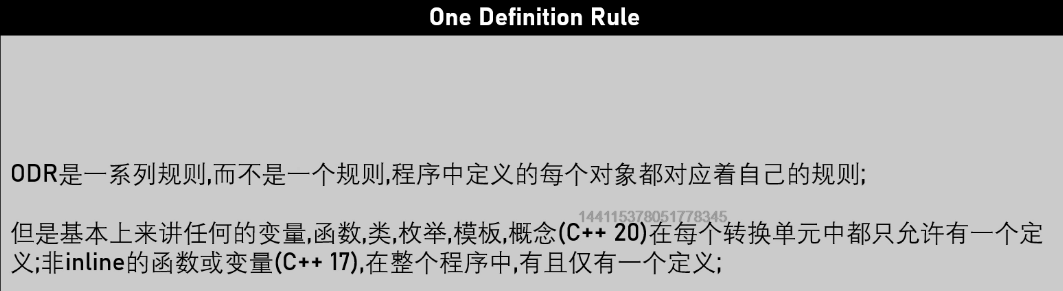 One Definition Rule
ODR是一系列规则,而不是一个规则,程序中定义的每个对象都对应着自己的规则;
144115378051778345
但是基本上来讲任何的变量,函数,类,枚举,模板,概念(C++ 20)在每个转换单元中都只允许有一个定
义;非inline的函数或变量(C++ 17),在整个程序中,有且仅有一个定义;